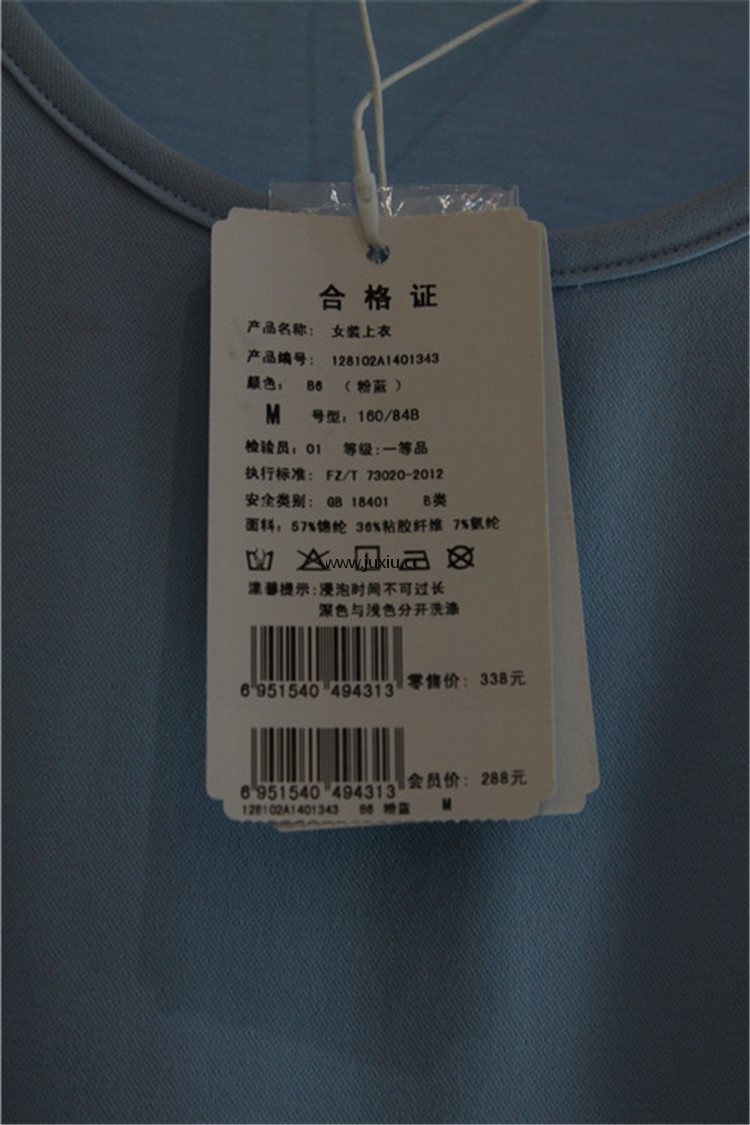 合格证
产品名称: 女装上衣
产品编号: 128102A1401343
颜色: B6 (粉蓝)
M 号型: 160/84B
检验员: 01 等级: 一等品
执行标准: FZ/T 73020-2012
安全类别: GB 18401 B类
面料: 57%锦纶 36%粘胶纤维 7%氨纶
www.juxiu.cc
温馨提示: 浸泡时间不可过长
深色与浅色分开洗涤
6 951540 494313 零售价: 338元
6 951540 494313 会员价: 288元
128102A1401343 B6 粉蓝 M